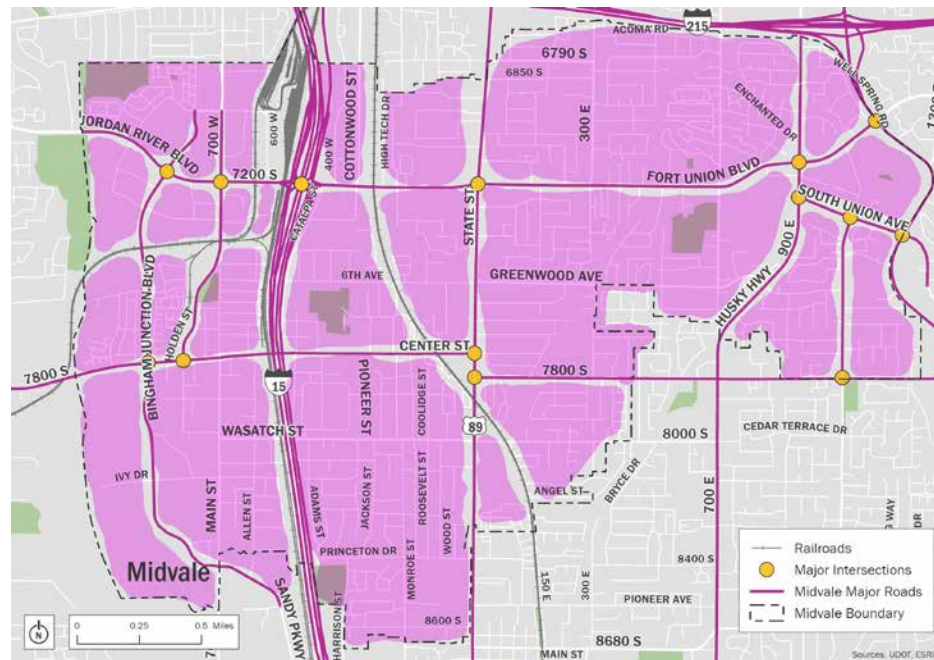 215
ACOMA RD
6790 S
6850 S
WELL SPRING RD
1300 E
JORDAN RIVER BLVD
700 W
600 W
400 W
COTTONWOOD ST
HIGH TECH DR
300 E
ENCHANTED DR
7200 S
CATALPA ST
STATE ST
FORT UNION BLVD
SOUTH UNION AVE
900 E
6TH AVE
GREENWOOD AVE
HUSKY HWY
BINGHAM JUNCTION BLVD
HOLDEN ST
CENTER ST
7800 S
7800 S
15
PIONEER ST
COOLIDGE ST
89
WASATCH ST
8000 S
CEDAR TERRACE DR
IVY DR
MAIN ST
ALLEN ST
ADAMS ST
JACKSON ST
ROOSEVELT ST
WOOD ST
ANGEL ST
BRYCE DR
700 E
WAY
DR
PRINCETON DR
MONROE ST
8400 S
Midvale
SANDY PKWY
HARRISON ST
8600 S
150 E
300 E
PIONEER AVE
8680 S
MAIN ST
Railroads
Major Intersections
Midvale Major Roads
Midvale Boundary
N
0 0.25 0.5 Miles
Sources: UDOT, ESRI